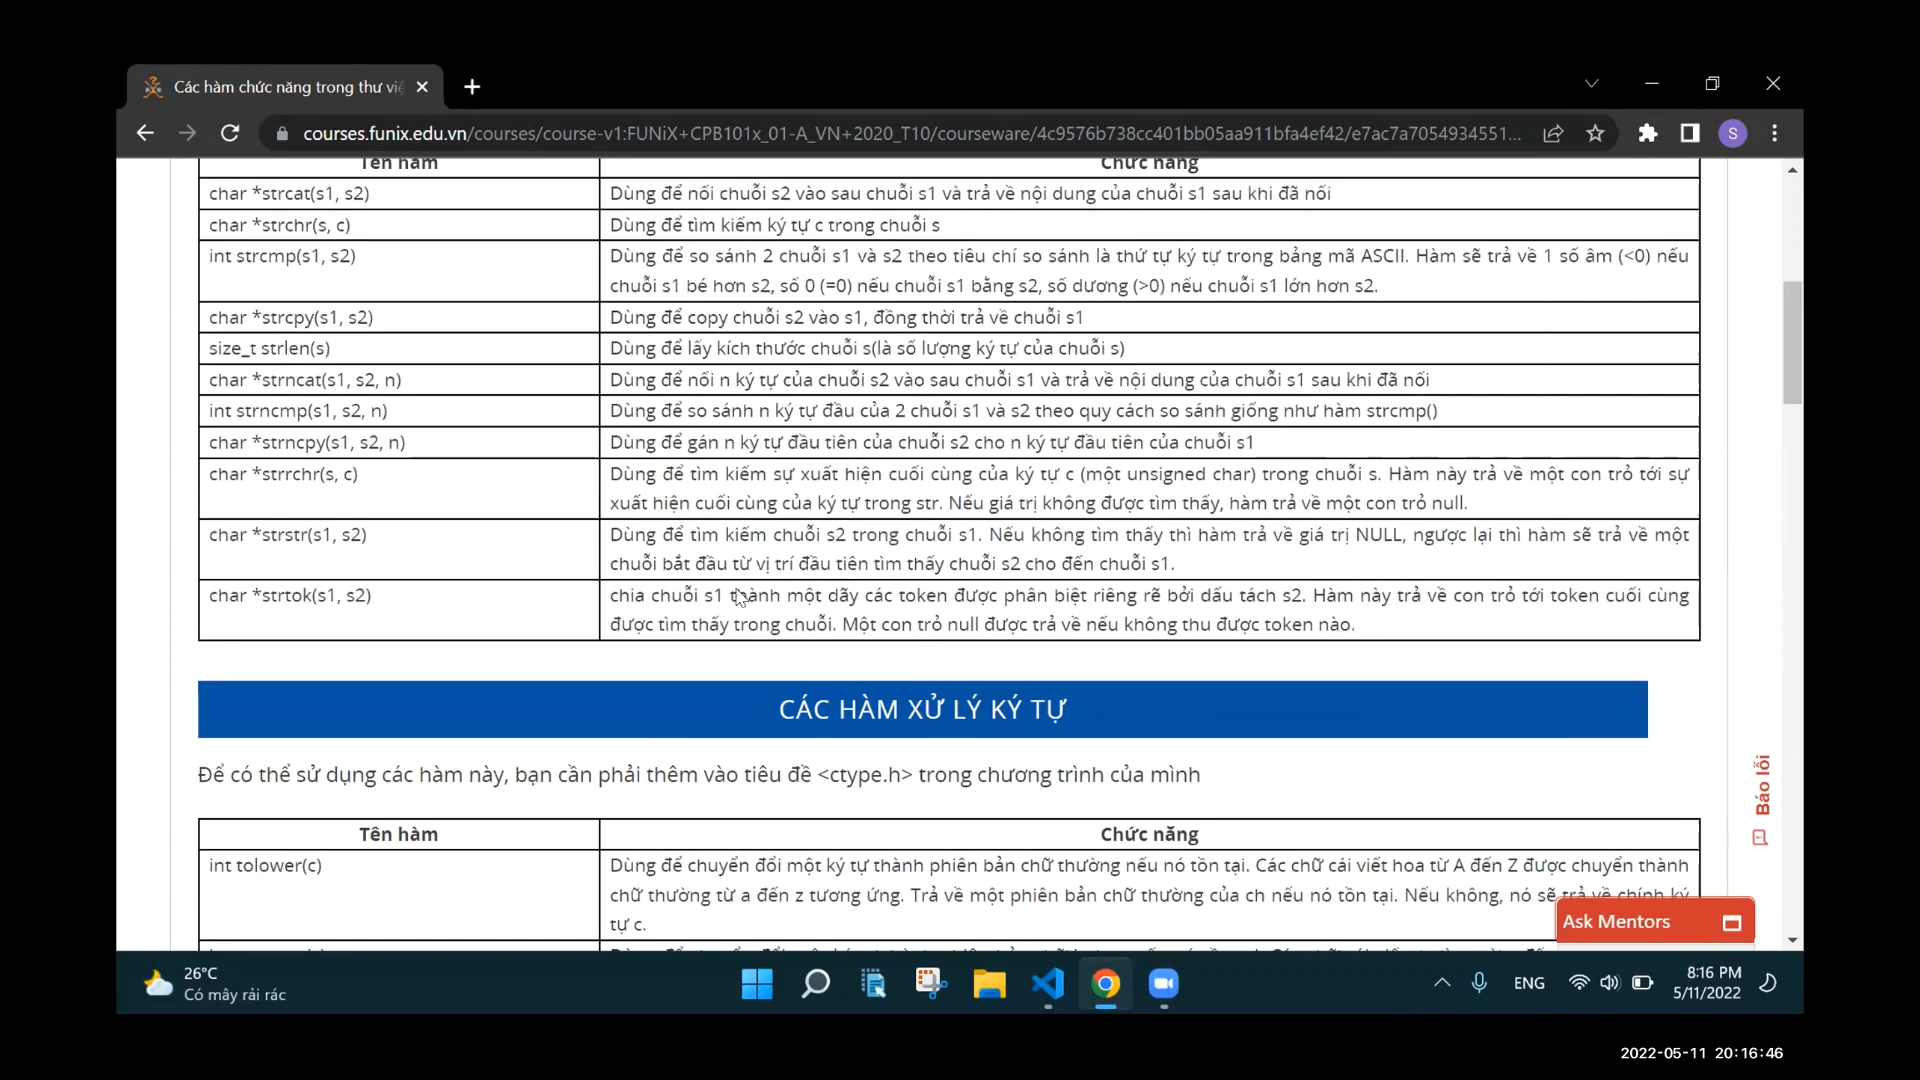 Các hàm chức năng trong thư việ
courses.funix.edu.vn/courses/course-v1:FUNiX+CPB101x_01-A_VN+2020_T10/courseware/4c9576b738cc401bb05aa911bfa4ef42/e7ac7a7054934551...
S
Tên hàm Chức năng
char *strcat(s1, s2) Dùng để nối chuỗi s2 vào sau chuỗi s1 và trả về nội dung của chuỗi s1 sau khi đã nối
char *strchr(s, c) Dùng để tìm kiếm ký tự c trong chuỗi s
int strcmp(s1, s2) Dùng để so sánh 2 chuỗi s1 và s2 theo tiêu chí so sánh là thứ tự ký tự trong bảng mã ASCII. Hàm sẽ trả về 1 số âm (<0) nếu
chuỗi s1 bé hơn s2, số 0 (=0) nếu chuỗi s1 bằng s2, số dương (>0) nếu chuỗi s1 lớn hơn s2.
char *strcpy(s1, s2) Dùng để copy chuỗi s2 vào s1, đồng thời trả về chuỗi s1
size_t strlen(s) Dùng để lấy kích thước chuỗi s(là số lượng ký tự của chuỗi s)
char *strncat(s1, s2, n) Dùng để nối n ký tự của chuỗi s2 vào sau chuỗi s1 và trả về nội dung của chuỗi s1 sau khi đã nối
int strncmp(s1, s2, n) Dùng để so sánh n ký tự đầu của 2 chuỗi s1 và s2 theo quy cách so sánh giống như hàm strcmp()
char *strncpy(s1, s2, n) Dùng để gán n ký tự đầu tiên của chuỗi s2 cho n ký tự đầu tiên của chuỗi s1
char *strrchr(s, c) Dùng để tìm kiếm sự xuất hiện cuối cùng của ký tự c (một unsigned char) trong chuỗi s. Hàm này trả về một con trỏ tới sự
xuất hiện cuối cùng của ký tự trong str. Nếu giá trị không được tìm thấy, hàm trả về một con trỏ null.
char *strstr(s1, s2) Dùng để tìm kiếm chuỗi s2 trong chuỗi s1. Nếu không tìm thấy thì hàm trả về giá trị NULL, ngược lại thì hàm sẽ trả về một
chuỗi bắt đầu từ vị trí đầu tiên tìm thấy chuỗi s2 cho đến chuỗi s1.
char *strtok(s1, s2) chia chuỗi s1 thành một dãy các token được phân biệt riêng rẽ bởi dấu tách s2. Hàm này trả về con trỏ tới token cuối cùng
được tìm thấy trong chuỗi. Một con trỏ null được trả về nếu không thu được token nào.
CÁC HÀM XỬ LÝ KÝ TỰ
Để có thể sử dụng các hàm này, bạn cần phải thêm vào tiêu đề <ctype.h> trong chương trình của mình
Báo lỗi
Tên hàm Chức năng
int tolower(c) Dùng để chuyển đổi một ký tự thành phiên bản chữ thường nếu nó tồn tại. Các chữ cái viết hoa từ A đến Z được chuyển thành
chữ thường từ a đến z tương ứng. Trả về một phiên bản chữ thường của ch nếu nó tồn tại. Nếu không, nó sẽ trả về chính ký
tự c.
Ask Mentors
26°C
Có mây rải rác
ENG
8:16 PM
5/11/2022
2022-05-11 20:16:46